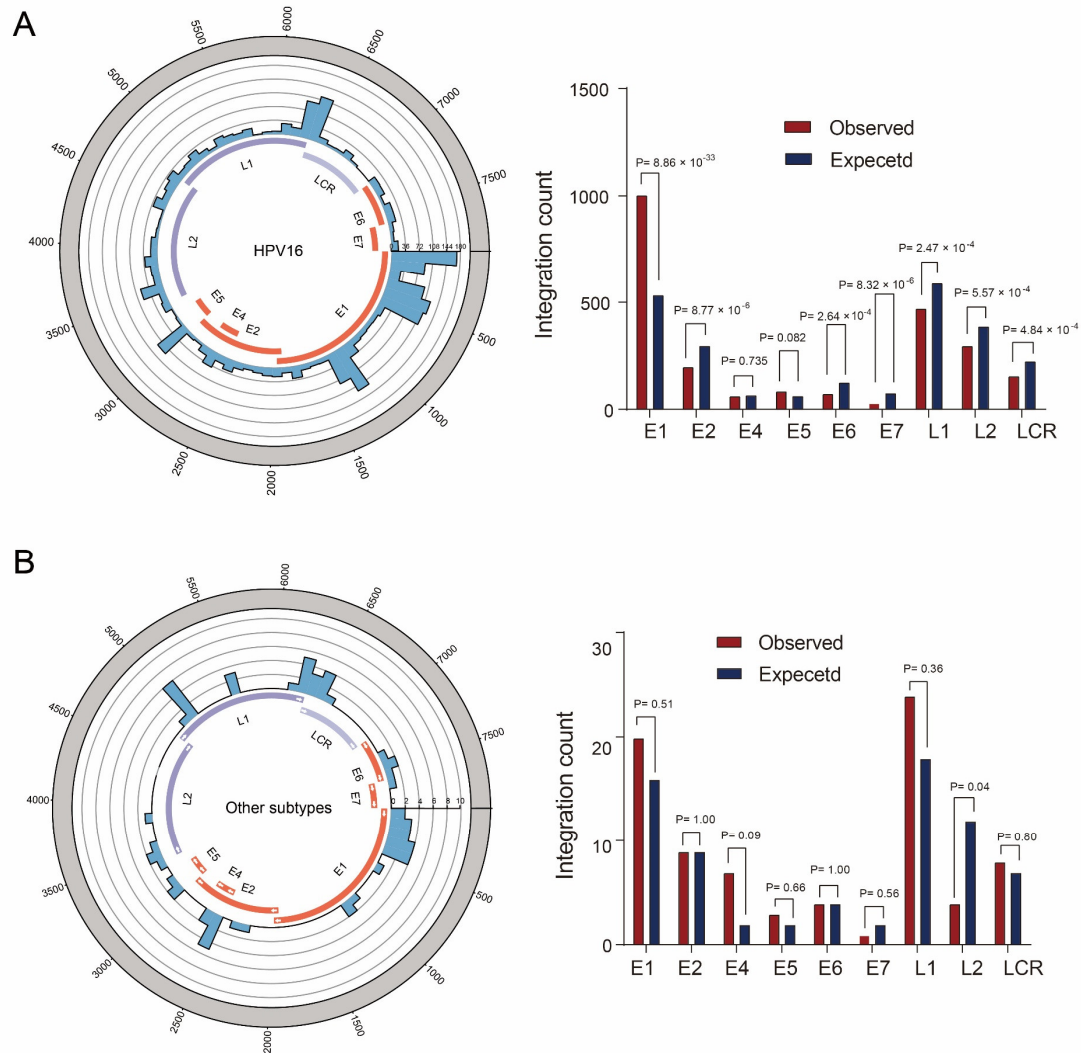 A
6000
5500
6500
5000
7000
4500
7500
4000
3500
500
3000
1000
2500
1500
2000
L1
LCR
E6
E7
L2
HPV16
0 36 72 108 144 180
E5
E4
E2
E1
1500
1000
500
0
Integration count
Observed
Expecetd
P= 8.86 × 10-33
P= 8.77 × 10-6
P= 0.735
P= 0.082
P= 2.64 × 10-4
P= 8.32 × 10-6
P= 2.47 × 10-4
P= 5.57 × 10-4
P= 4.84 × 10-4
E1 E2 E4 E5 E6 E7 L1 L2 LCR
B
6000
5500
6500
5000
7000
4500
7500
4000
3500
500
3000
1000
2500
1500
2000
L1
LCR
E6
E7
L2
Other subtypes
0 2 4 6 8 10
E5
E4
E2
E1
30
20
10
0
Integration count
Observed
Expecetd
P= 0.51
P= 1.00
P= 0.09
P= 0.66
P= 1.00
P= 0.56
P= 0.36
P= 0.04
P= 0.80
E1 E2 E4 E5 E6 E7 L1 L2 LCR